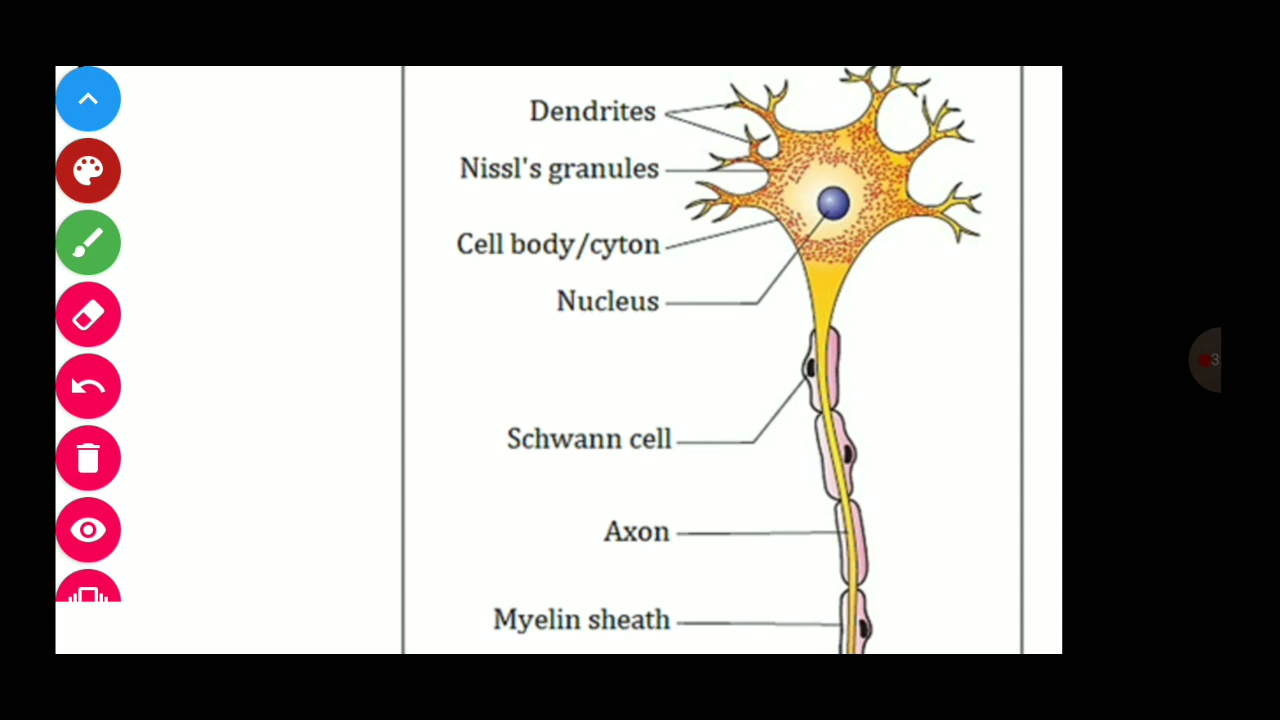 Dendrites
Nissl's granules
Cell body/cyton
Nucleus
Schwann cell
Axon
Myelin sheath